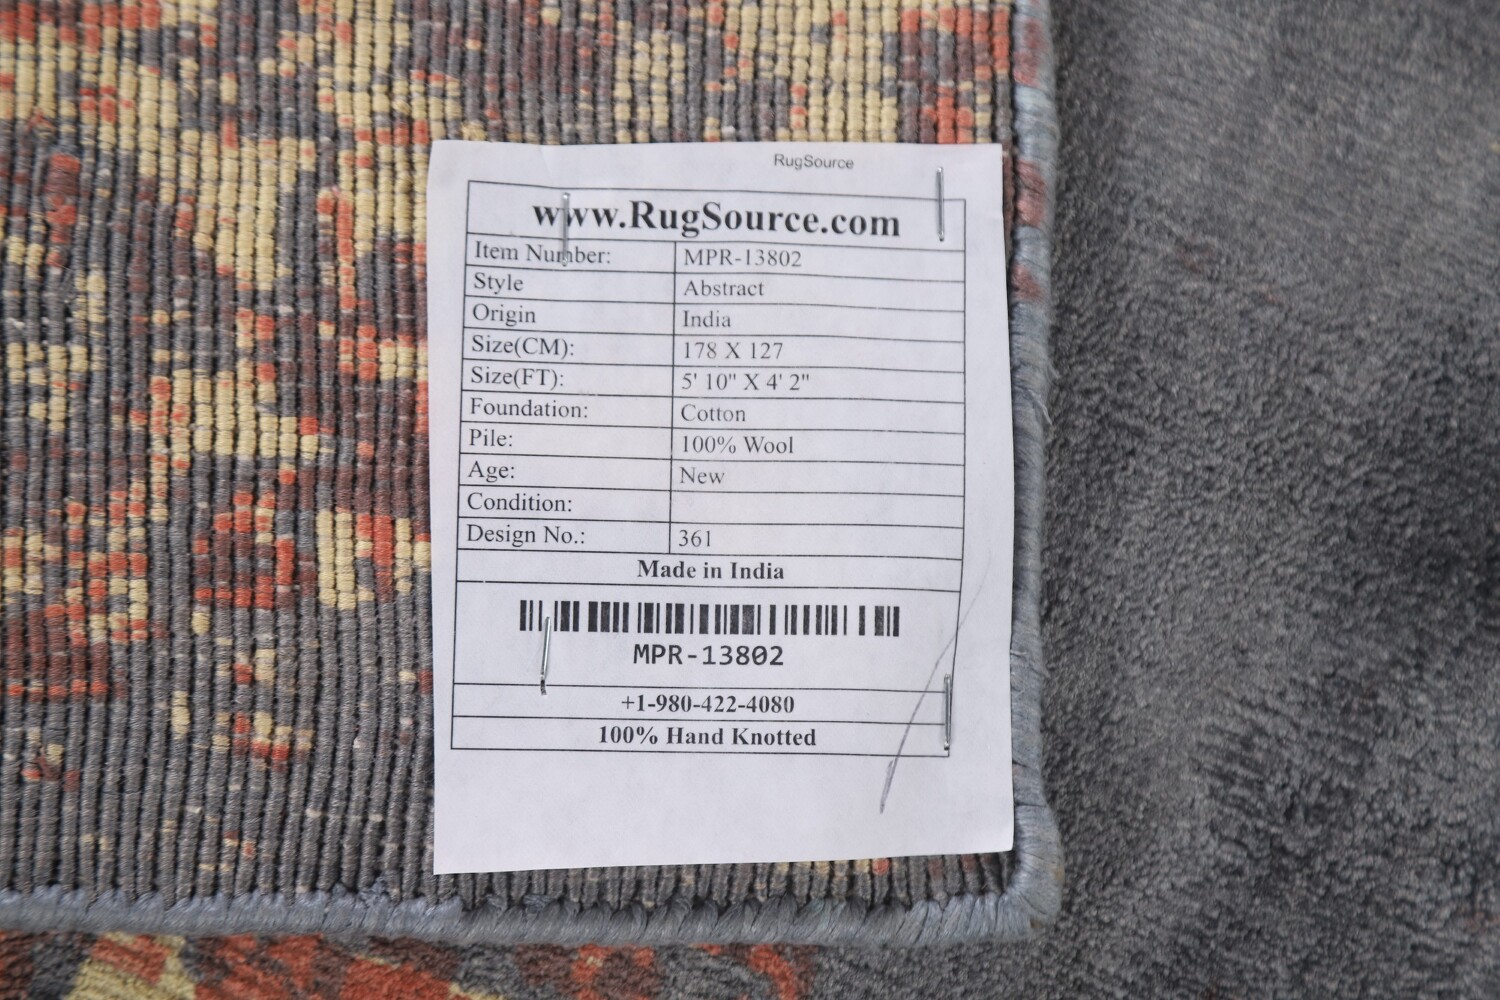 RugSource
www.RugSource.com
Item Number: MPR-13802
Style Abstract
Origin India
Size(CM): 178 X 127
Size(FT): 5' 10" X 4' 2"
Foundation: Cotton
Pile: 100% Wool
Age: New
Condition:
Design No.: 361
Made in India
MPR-13802
+1-980-422-4080
100% Hand Knotted